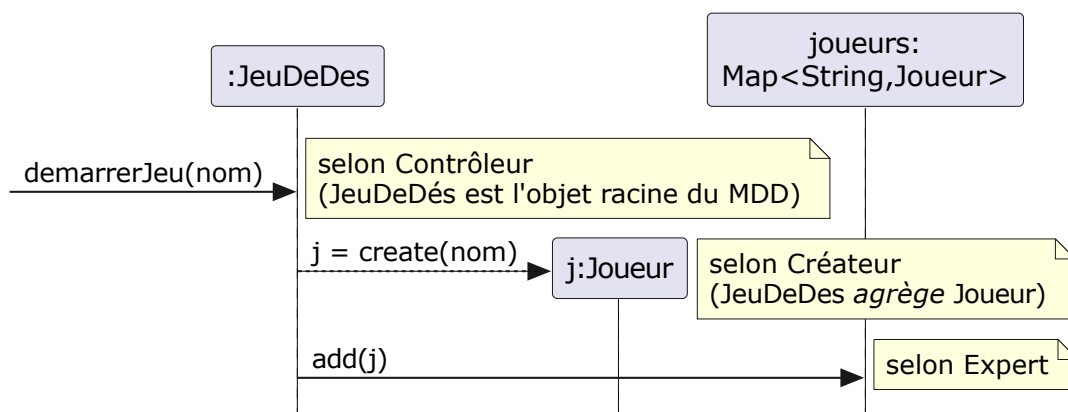 :JeuDeDes
joueurs:
Map<String,Joueur>
demarrerJeu(nom)
selon Contrôleur
(JeuDeDés est l'objet racine du MDD)
j = create(nom)
j:Joueur
selon Créateur
(JeuDeDes agrège Joueur)
add(j)
selon Expert